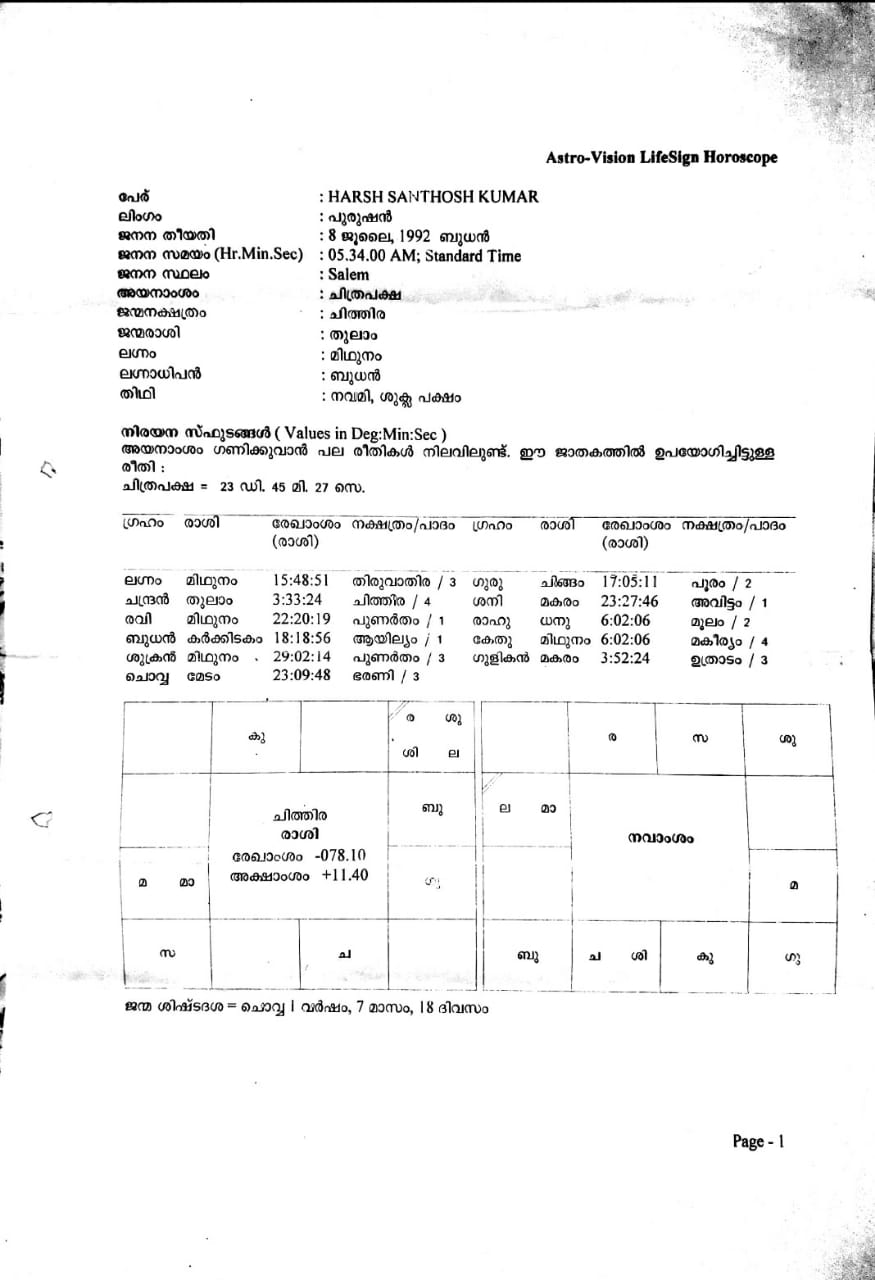 Astro-Vision LifeSign Horoscope
പേര് : HARSH SANTHOSH KUMAR
ലിംഗം : പുരുഷൻ
ജനന തീയതി : 8 ജൂലൈ, 1992 ബുധൻ
ജനന സമയം (Hr.Min.Sec) : 05.34.00 AM; Standard Time
ജനന സ്ഥലം : Salem
അയനാംശം : ചിത്രപക്ഷ
ജന്മനക്ഷത്രം : ചിത്തിര
ജന്മരാശി : തുലാം
ലഗ്നം : മിഥുനം
ലഗ്നാധിപൻ : ബുധൻ
തിഥി : നവമി, ശുക്ല പക്ഷം
നിരയന സ്ഫുടങ്ങൾ ( Values in Deg:Min:Sec )
അയനാംശം ഗണിക്കുവാൻ പല രീതികൾ നിലവിലുണ്ട്. ഈ ജാതകത്തിൽ ഉപയോഗിച്ചിട്ടുള്ള
രീതി :
ചിത്രപക്ഷ = 23 ഡി. 45 മി. 27 സെ.
ഗ്രഹം രാശി രേഖാംശം നക്ഷത്രം/പാദം ഗ്രഹം രാശി രേഖാംശം നക്ഷത്രം/പാദം
(രാശി) (രാശി)
ലഗ്നം മിഥുനം 15:48:51 തിരുവാതിര / 3 ഗുരു ചിങ്ങം 17:05:11 പൂരം / 2
ചന്ദ്രൻ തുലാം 3:33:24 ചിത്തിര / 4 ശനി മകരം 23:27:46 അവിട്ടം / 1
രവി മിഥുനം 22:20:19 പുണർതം / 1 രാഹു ധനു 6:02:06 മൂലം / 2
ബുധൻ കർക്കിടകം 18:18:56 ആയില്യം / 1 കേതു മിഥുനം 6:02:06 മകീര്യം / 4
ശുക്രൻ മിഥുനം 29:02:14 പുണർതം / 3 ഗുളികൻ മകരം 3:52:24 ഉത്രാടം / 3
ചൊവ്വ മേടം 23:09:48 ഭരണി / 3
കു ര ശു ര സ ശു
ശി ല
ബു ല മാ
ചിത്തിര
രാശി നവാംശം
രേഖാംശം -078.10
അക്ഷാംശം +11.40
മ മാ ഗു മ
സ ച ബു ച ശി കു ഗു
ജന്മ ശിഷ്ടദശ = ചൊവ്വ 1 വർഷം, 7 മാസം, 18 ദിവസം
Page - 1